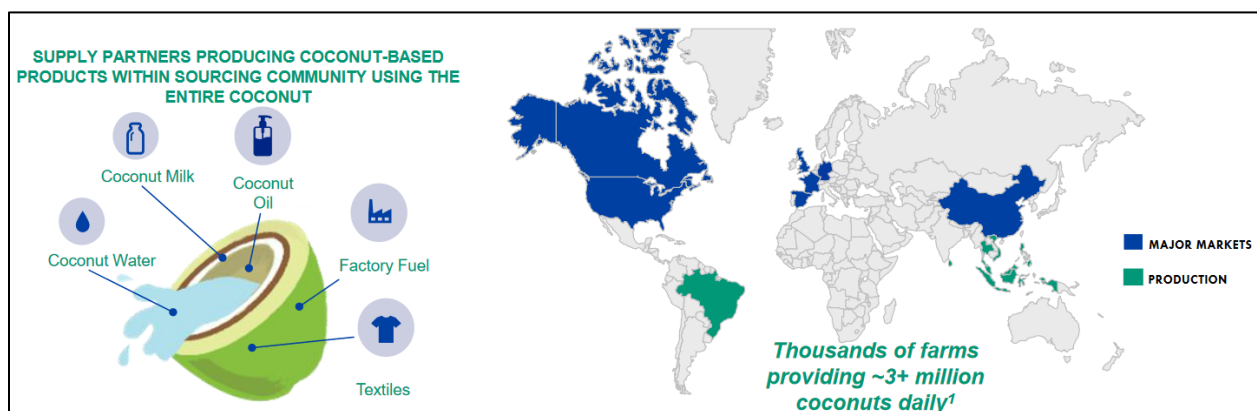 SUPPLY PARTNERS PRODUCING COCONUT-BASED
PRODUCTS WITHIN SOURCING COMMUNITY USING THE
ENTIRE COCONUT
Coconut Milk
Coconut
Oil
Coconut Water
Factory Fuel
Textiles
MAJOR MARKETS
PRODUCTION
Thousands of farms
providing ~3+ million
coconuts daily¹